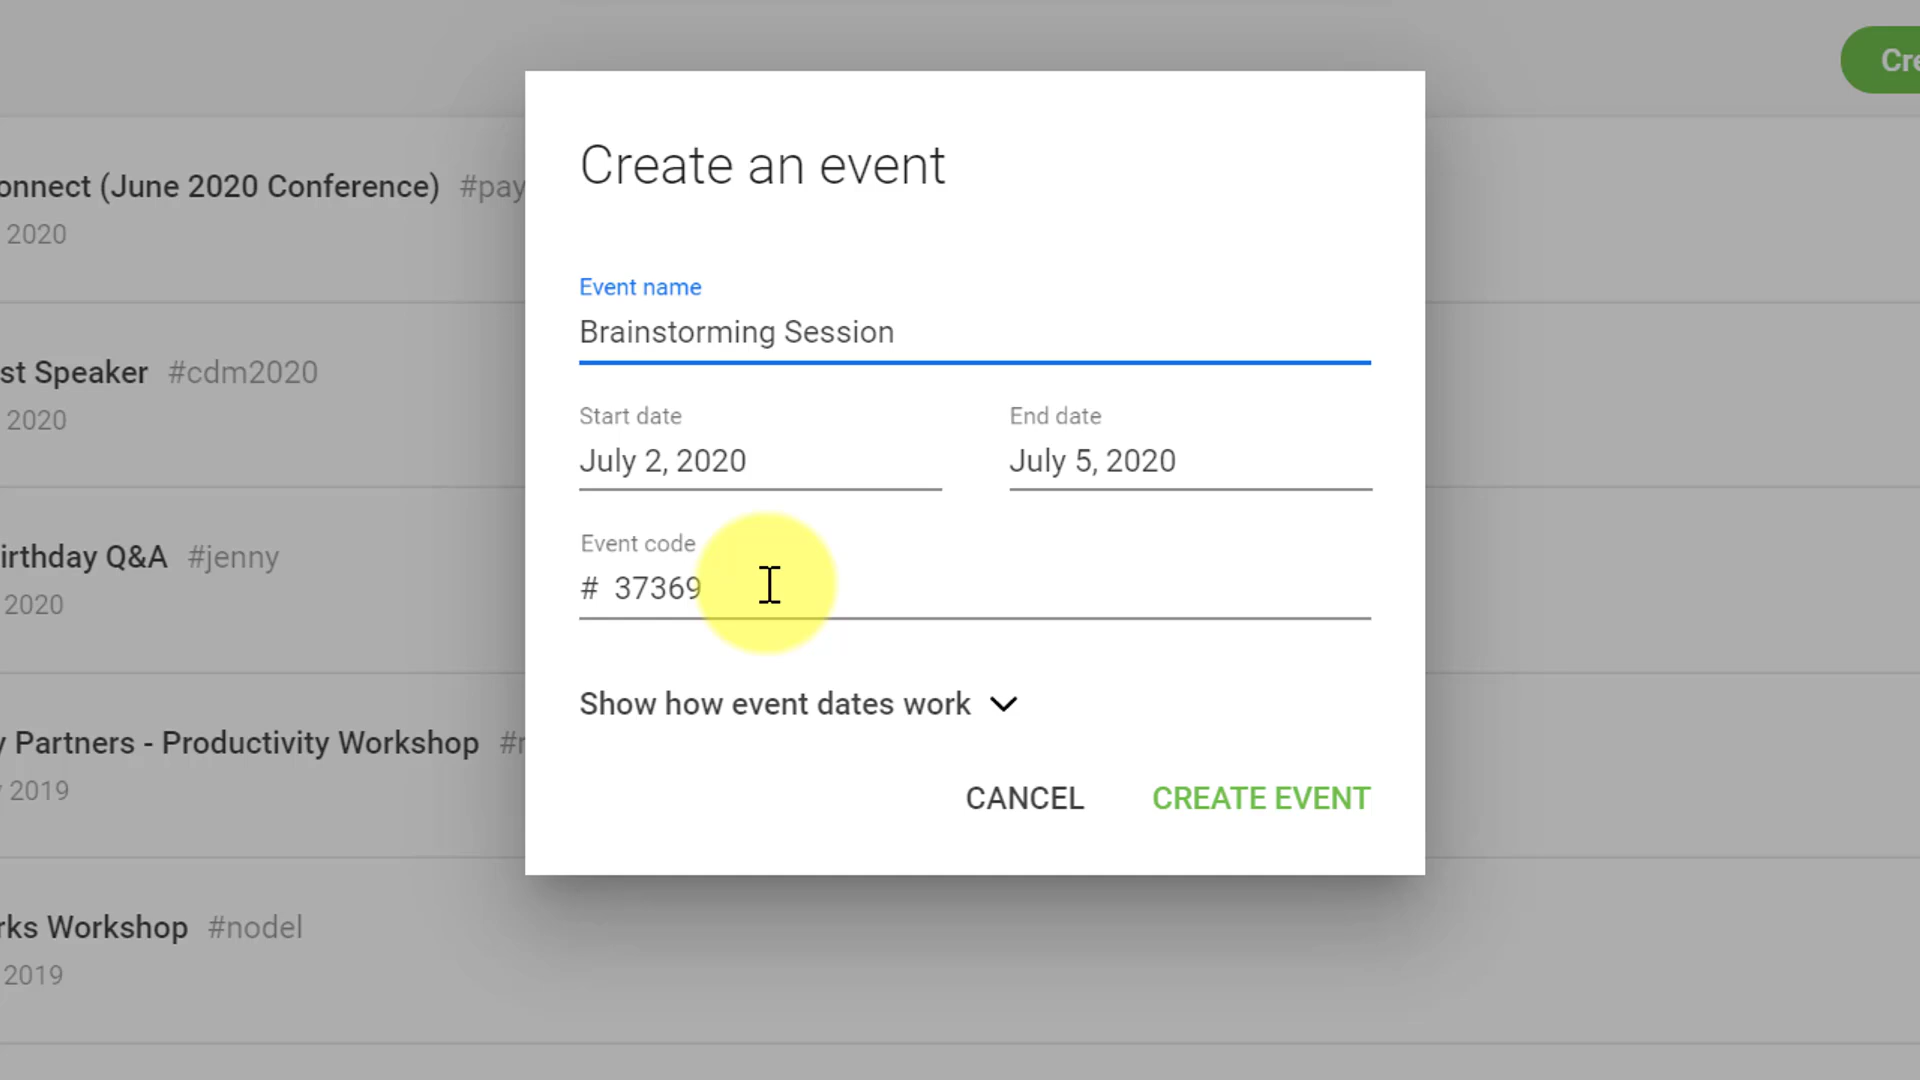 Cre
onnect (June 2020 Conference) #pay
2020
st Speaker #cdm2020
2020
irthday Q&A #jenny
2020
y Partners - Productivity Workshop #r
2019
rks Workshop #nodel
2019
Create an event
Event name
Brainstorming Session
Start date End date
July 2, 2020 July 5, 2020
Event code
# 37369
Show how event dates work
CANCEL CREATE EVENT